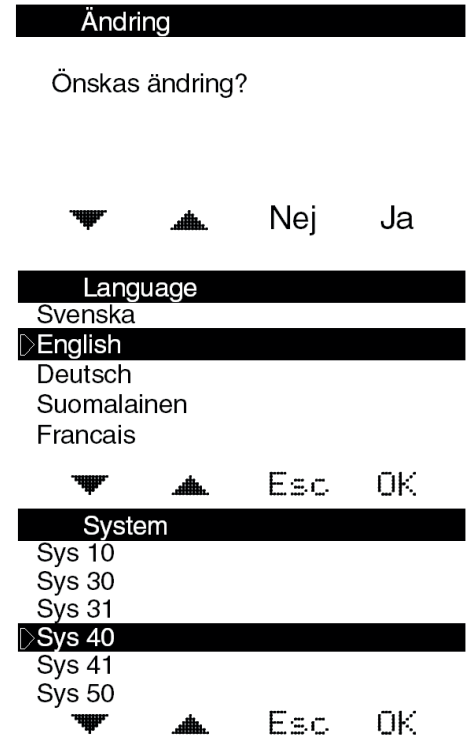 Ändring
Önskas ändring?
Nej Ja
Language
Svenska
English
Deutsch
Suomalainen
Francais
Esc OK
System
Sys 10
Sys 30
Sys 31
Sys 40
Sys 41
Sys 50
Esc OK